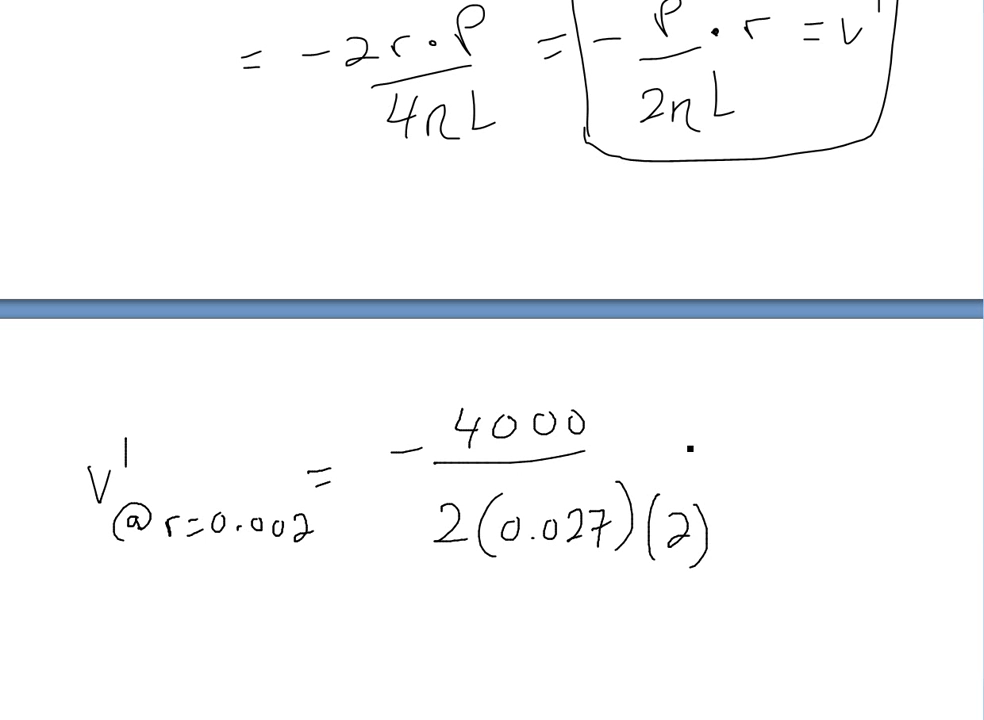 = - 2r·P/4ηL = - P/2ηL · r = v'
v'@ r=0.002 = - 4000/2(0.027)(2) ·